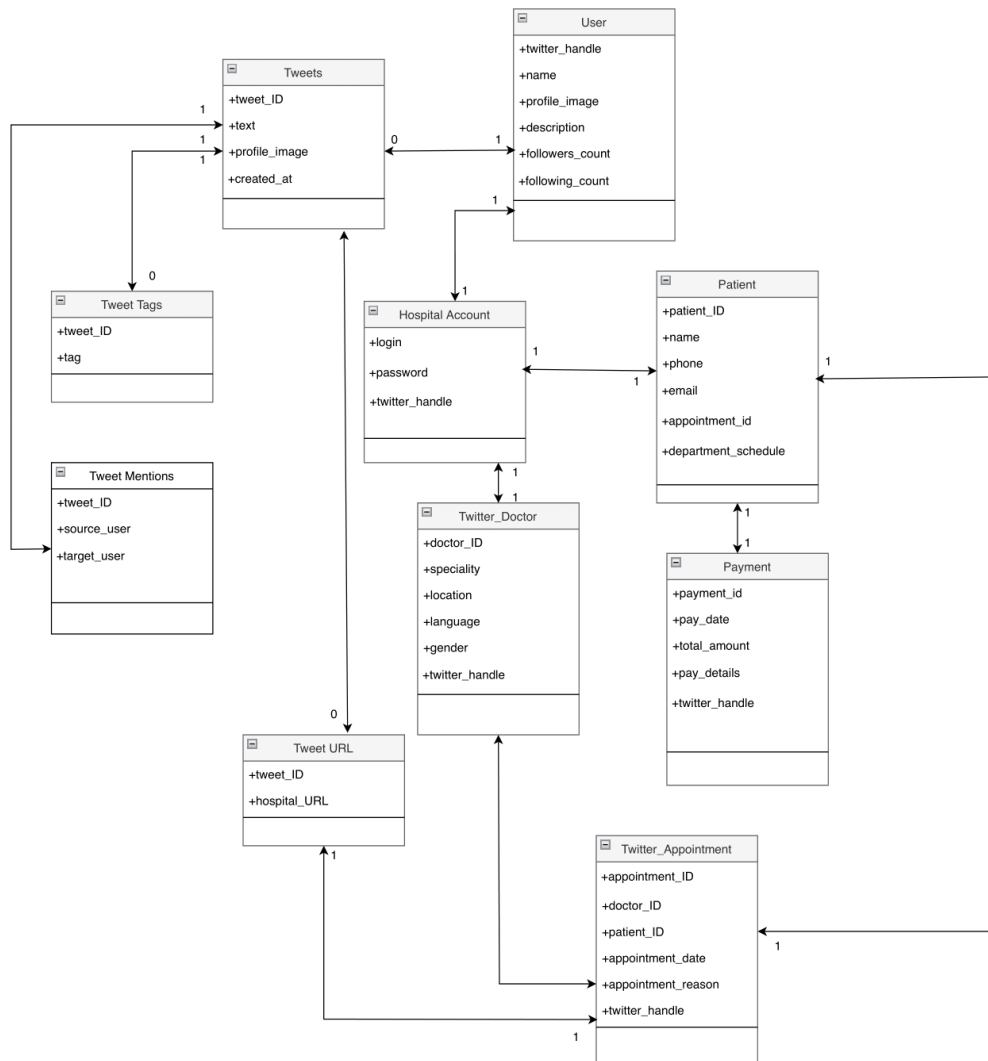 User
+twitter_handle
+name
+profile_image
+description
+followers_count
+following_count
Tweets
+tweet_ID
+text
+profile_image
+created_at
1
1
1
0
1
1
0
1
Tweet Tags
+tweet_ID
+tag
Hospital Account
+login
+password
+twitter_handle
1
1
Patient
+patient_ID
+name
+phone
+email
+appointment_id
+department_schedule
1
Tweet Mentions
+tweet_ID
+source_user
+target_user
1
1
Twitter_Doctor
+doctor_ID
+speciality
+location
+language
+gender
+twitter_handle
1
1
Payment
+payment_id
+pay_date
+total_amount
+pay_details
+twitter_handle
0
Tweet URL
+tweet_ID
+hospital_URL
1
Twitter_Appointment
+appointment_ID
+doctor_ID
+patient_ID
+appointment_date
+appointment_reason
+twitter_handle
1
1